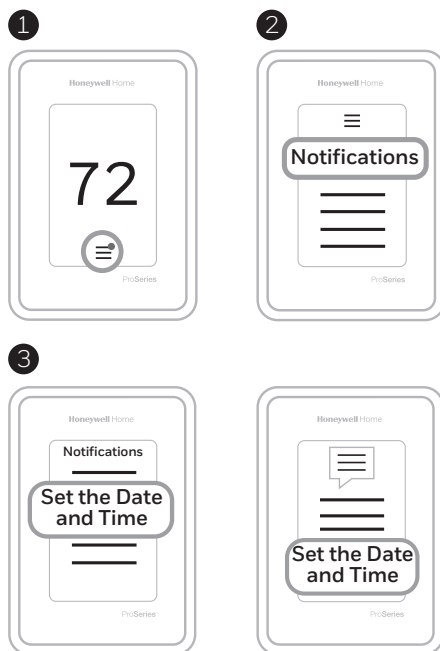 1
2
Honeywell Home
72
ProSeries
Honeywell Home
Notifications
ProSeries
3
Honeywell Home
Notifications
Set the Date
and Time
ProSeries
Honeywell Home
Set the Date
and Time
ProSeries